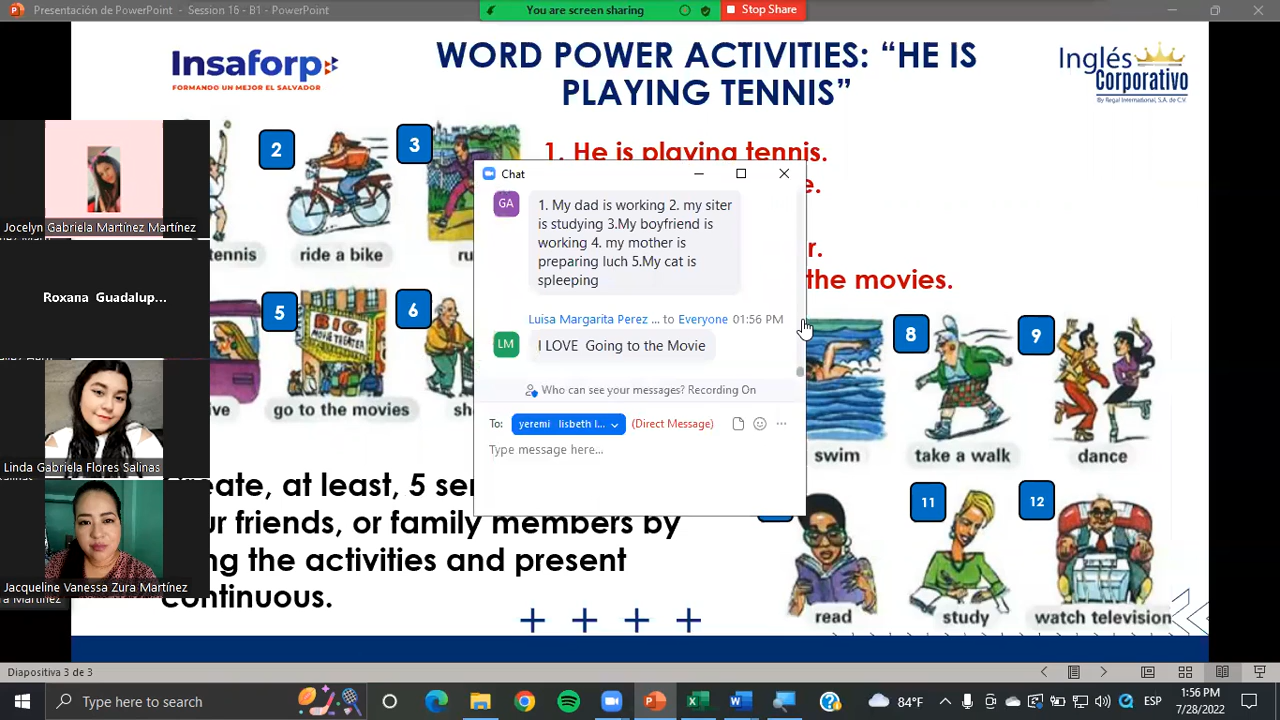 Presentación de PowerPoint - Session 16 - B1 - PowerPoint
You are screen sharing
Stop Share
Insaforp
FORMANDO UN MEJOR EL SALVADOR
WORD POWER ACTIVITIES: “HE IS
PLAYING TENNIS”
Inglés
Corporativo
By Regal International, S.A. de C.V.
1. He is playing tennis.
the movies.
2
3
tennis
ride a bike
5
6
BIG
MOVIE THEATER
go to the movies
8
9
swim
take a walk
dance
11
12
read
study
watch television
at least, 5
friends, or family members by
the activities and present
continuous.
Jocelyn Gabriela Martínez Martínez
Roxana Guadalup...
Linda Gabriela Flores Salinas
Jacqueline Vanessa Zura Martínez
Chat
GA
1. My dad is working 2. my siter
is studying 3.My boyfriend is
working 4. my mother is
preparing luch 5.My cat is
spleeping
Luisa Margarita Perez ... to Everyone 01:56 PM
LM
I LOVE Going to the Movie
Who can see your messages? Recording On
To: yeremi lisbeth l... (Direct Message)
Type message here...
Diapositiva 3 de 3
Type here to search
84°F
ESP
1:56 PM
7/28/2022